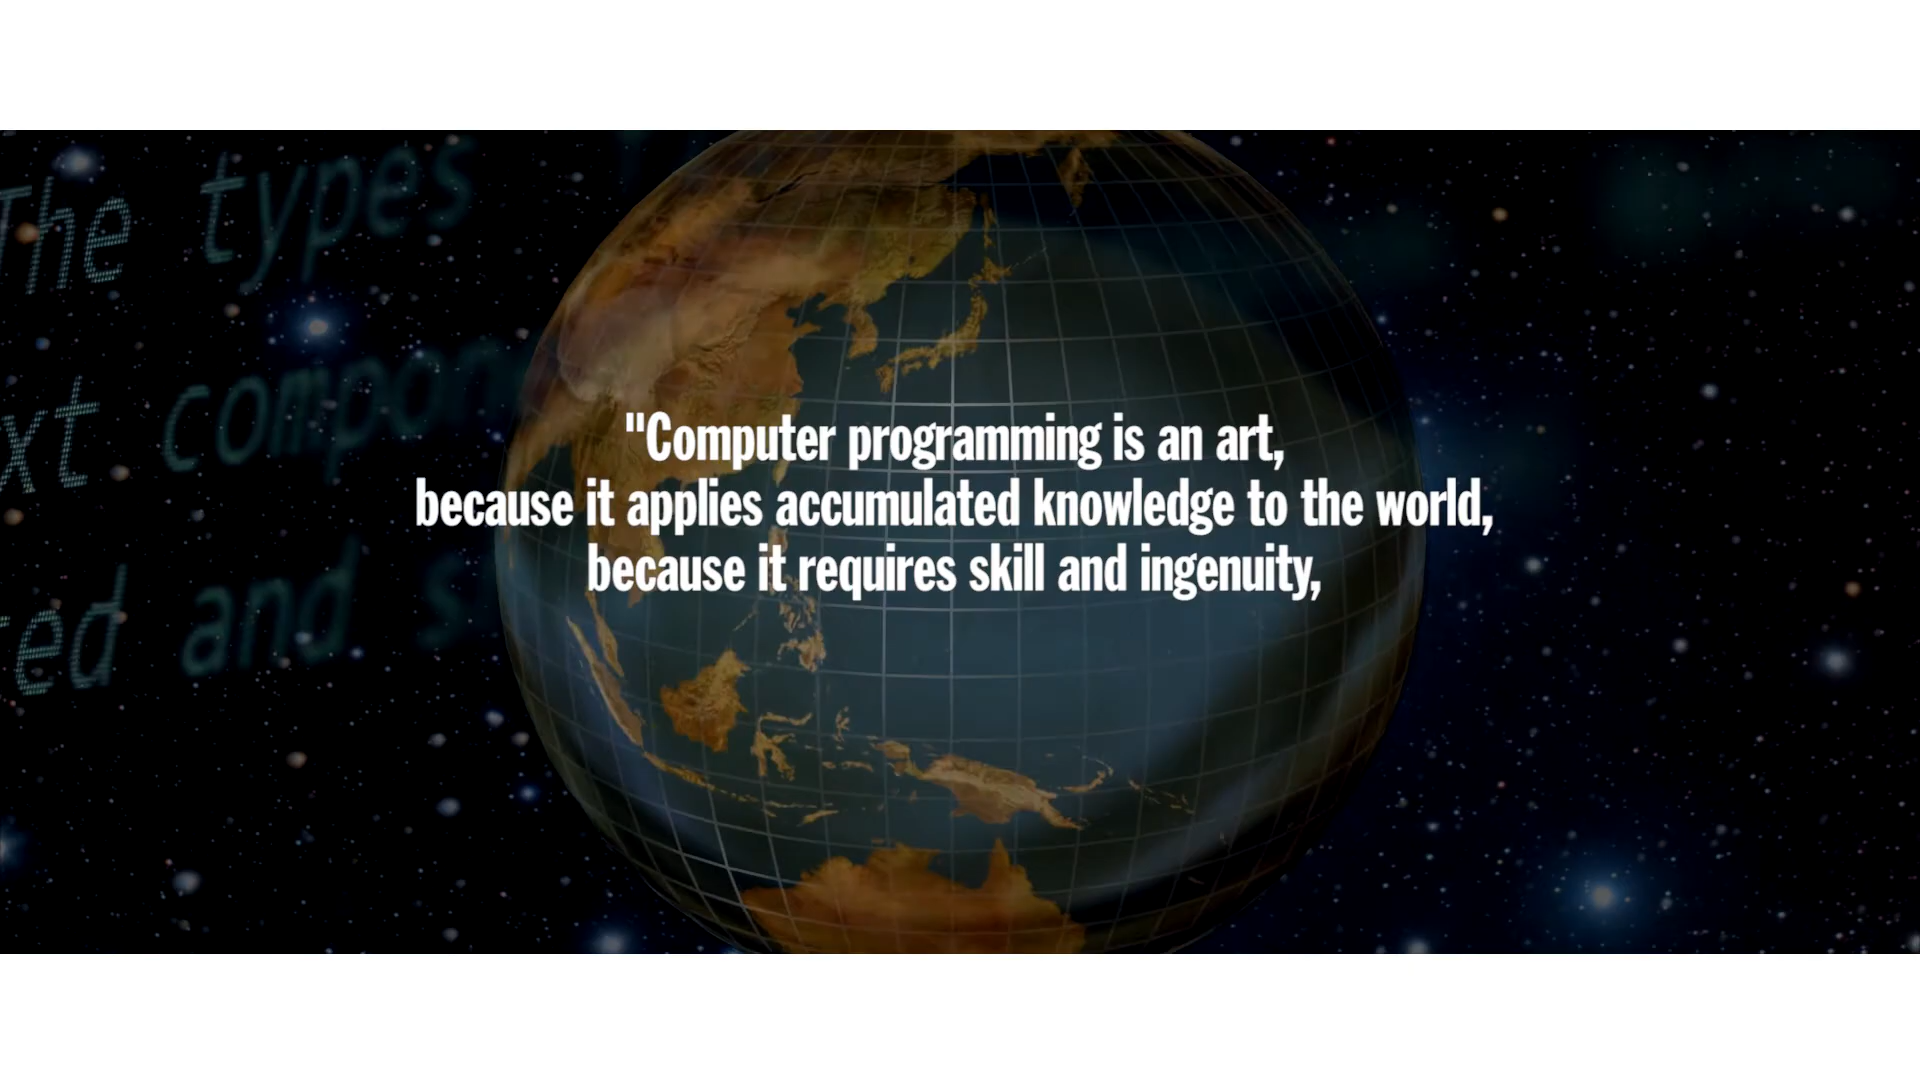 The types
xt compon
ed and s
"Computer programming is an art,
because it applies accumulated knowledge to the world,
because it requires skill and ingenuity,